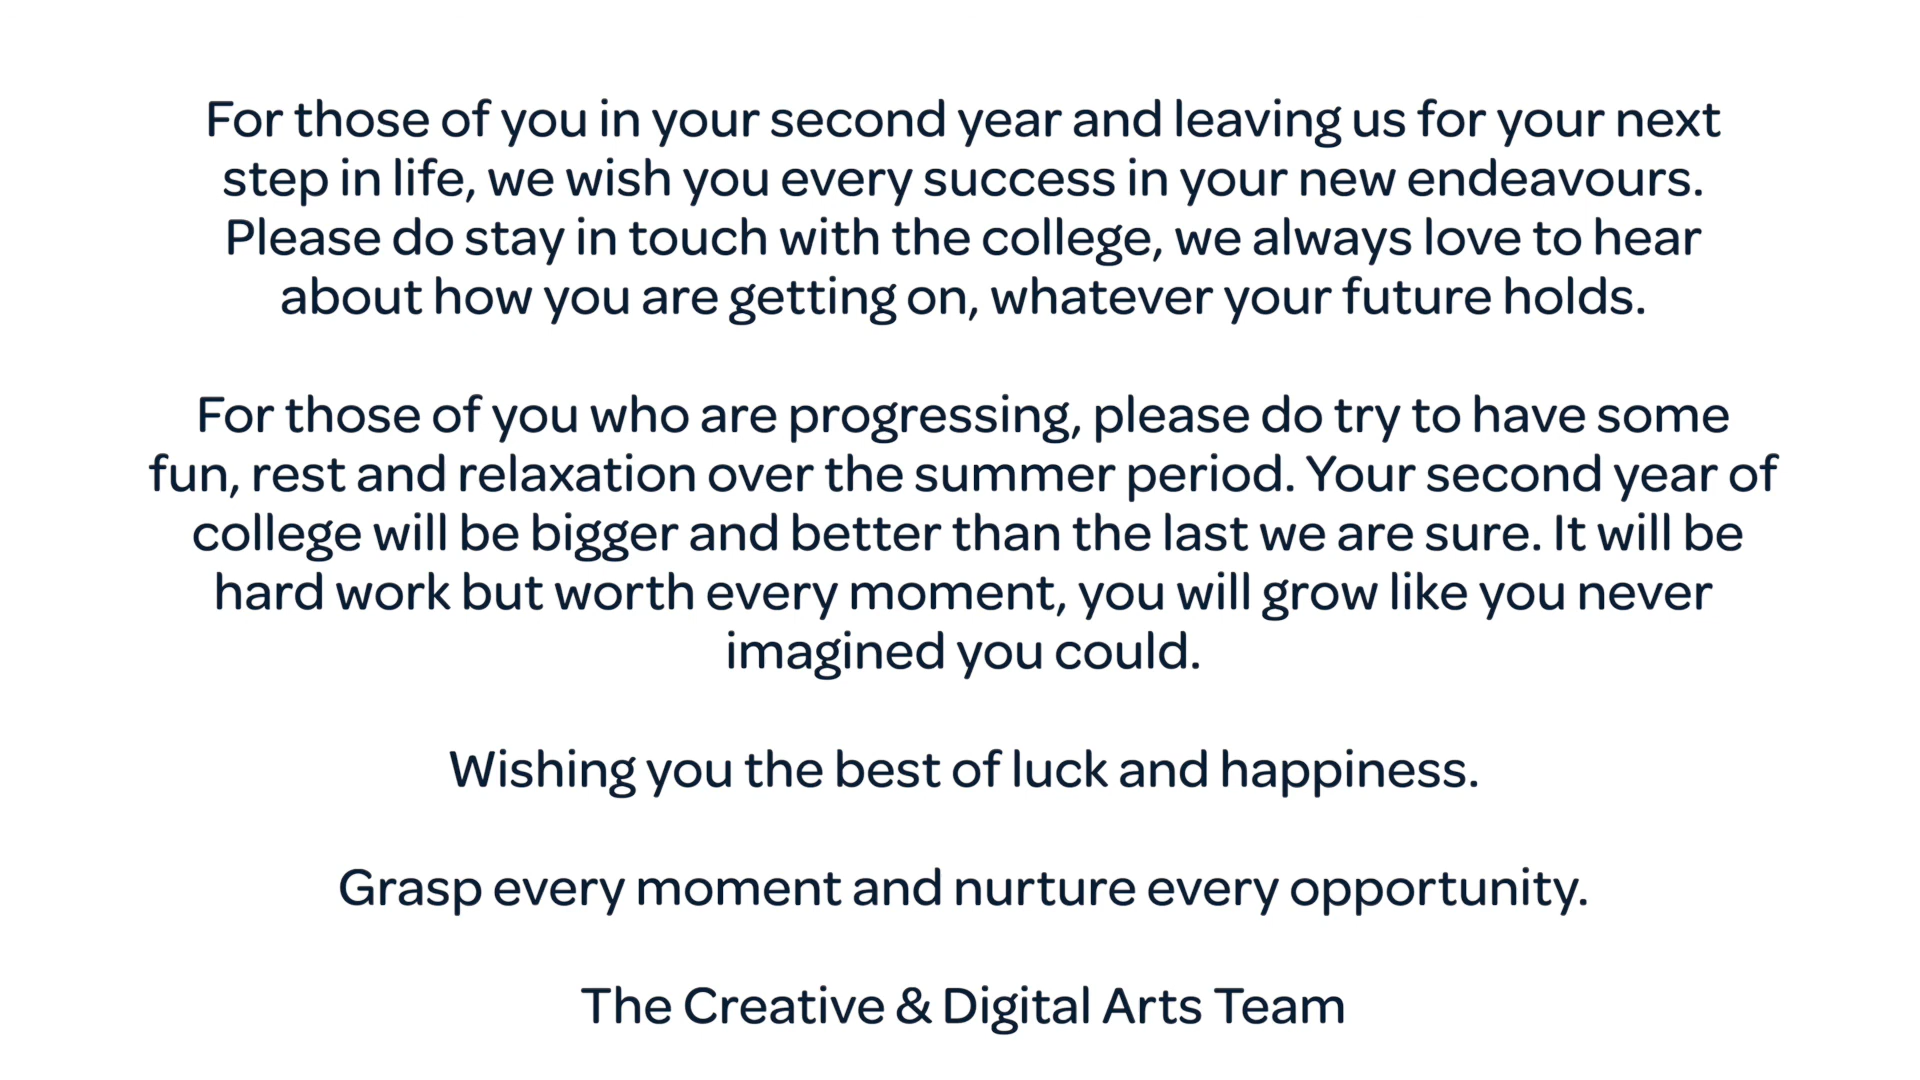 For those of you in your second year and leaving us for your next
step in life, we wish you every success in your new endeavours.
Please do stay in touch with the college, we always love to hear
about how you are getting on, whatever your future holds.
For those of you who are progressing, please do try to have some
fun, rest and relaxation over the summer period. Your second year of
college will be bigger and better than the last we are sure. It will be
hard work but worth every moment, you will grow like you never
imagined you could.
Wishing you the best of luck and happiness.
Grasp every moment and nurture every opportunity.
The Creative & Digital Arts Team